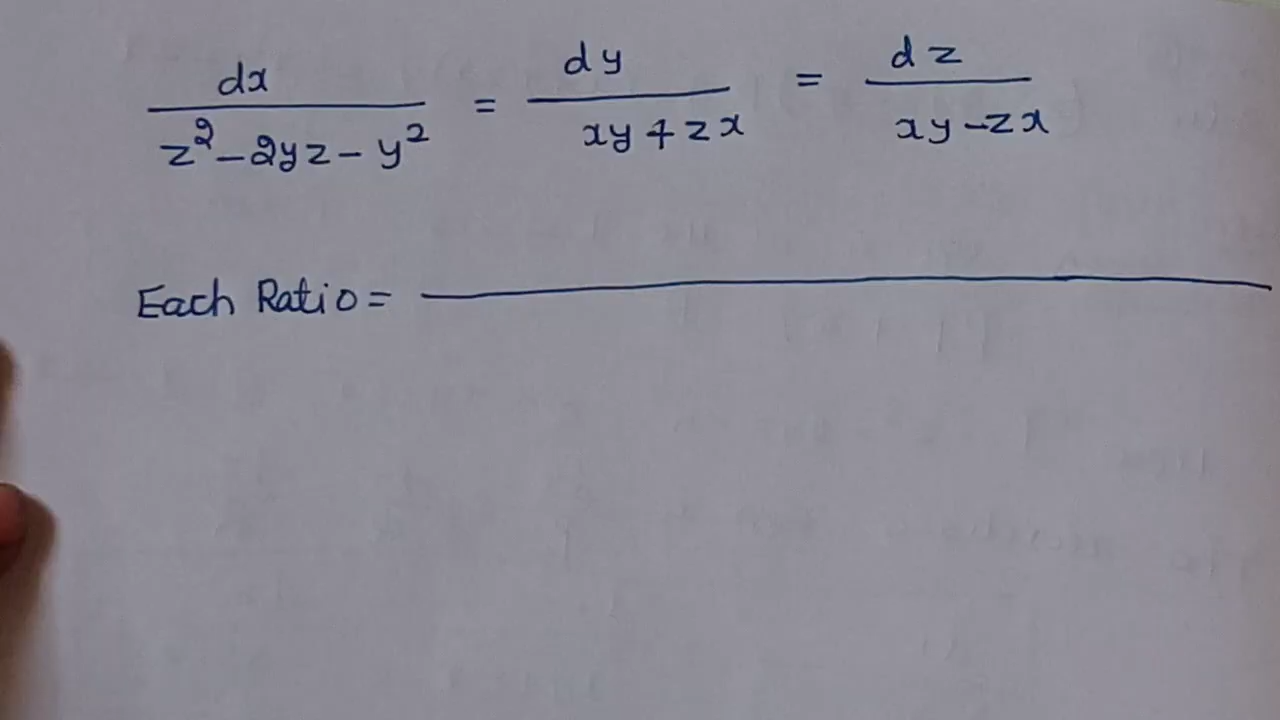 dx / (z² - 2yz - y²) = dy / (xy + zx) = dz / (xy - zx)
Each Ratio =